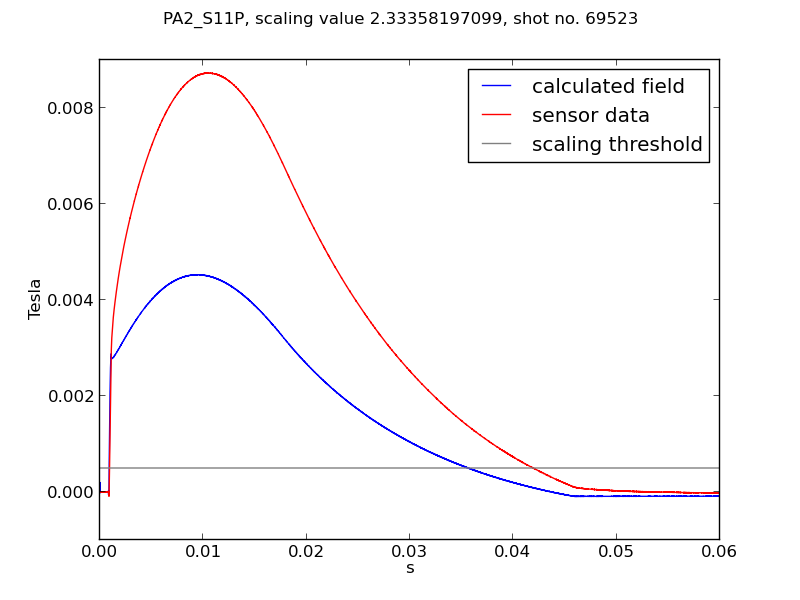 PA2_S11P, scaling value 2.33358197099, shot no. 69523
calculated field
sensor data
scaling threshold
Tesla
0.008
0.006
0.004
0.002
0.000
0.00 0.01 0.02 0.03 0.04 0.05 0.06
s